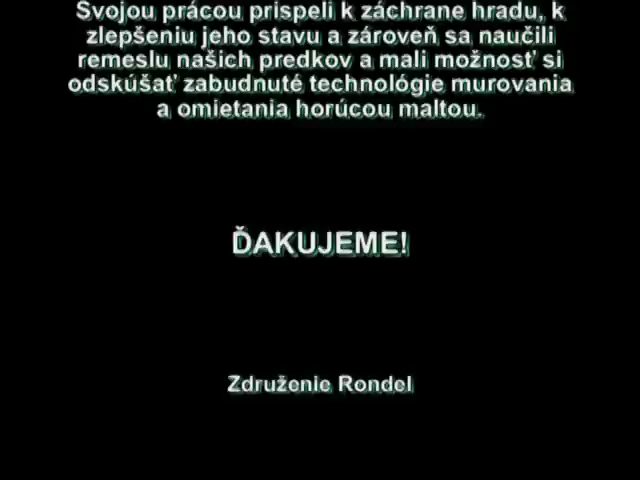 Svojou prácou prispeli k záchrane hradu, k
zlepšeniu jeho stavu a zároveň sa naučili
remeslu našich predkov a mali možnosť si
odskúšať zabudnuté technológie murovania
a omietania horúcou maltou.
ĎAKUJEME!
Združenie Rondel